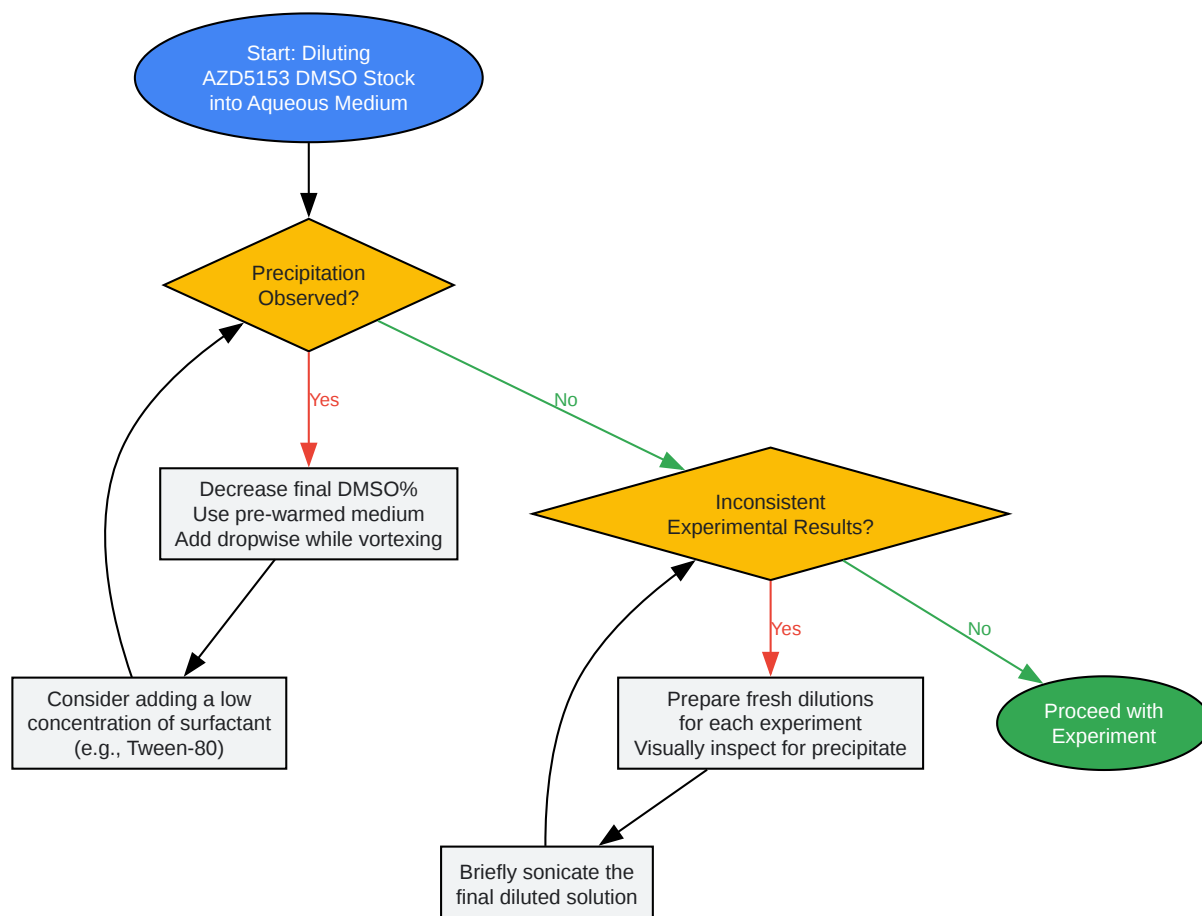 Start: Diluting
AZD5153 DMSO Stock
into Aqueous Medium
Precipitation
Observed?
Yes
No
Decrease final DMSO%
Use pre-warmed medium
Add dropwise while vortexing
Inconsistent
Experimental Results?
Yes
No
Consider adding a low
concentration of surfactant
(e.g., Tween-80)
Prepare fresh dilutions
for each experiment
Visually inspect for precipitate
Proceed with
Experiment
Briefly sonicate the
final diluted solution